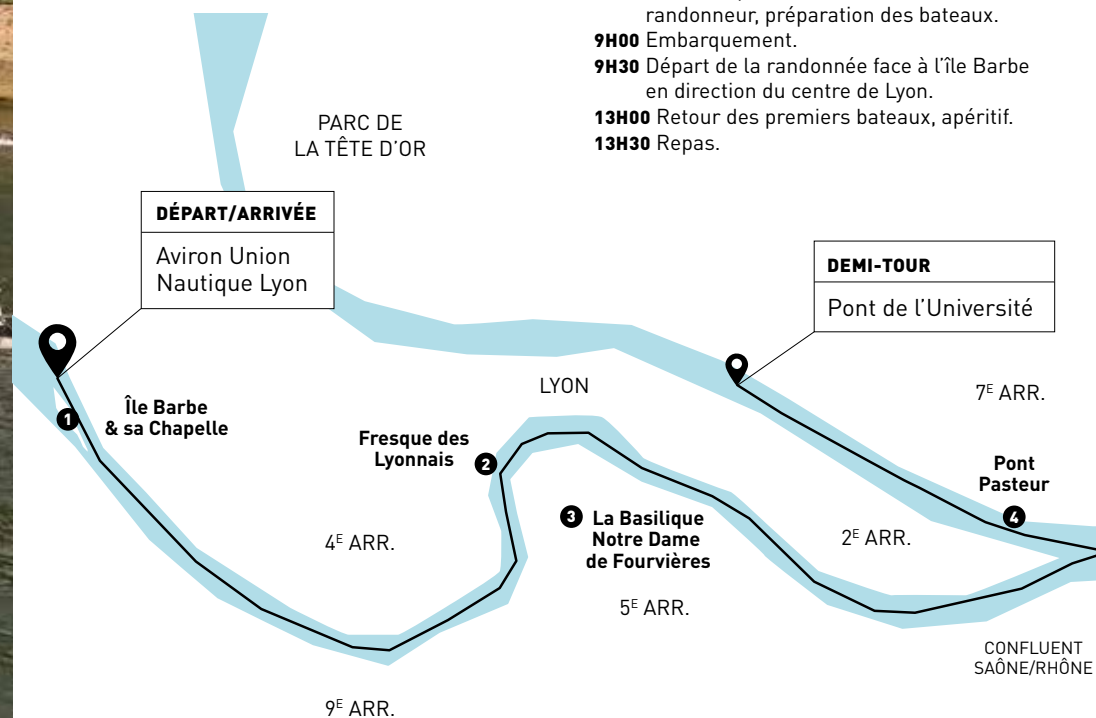 randonneur, préparation des bateaux.
9H00 Embarquement.
9H30 Départ de la randonnée face à l'île Barbe
en direction du centre de Lyon.
13H00 Retour des premiers bateaux, apéritif.
13H30 Repas.
PARC DE
LA TÊTE D'OR
DÉPART/ARRIVÉE
Aviron Union
Nautique Lyon
DEMI-TOUR
Pont de l'Université
LYON
7E ARR.
1
Île Barbe
& sa Chapelle
Fresque des
Lyonnais
2
Pont
Pasteur
4
3
La Basilique
Notre Dame
de Fourvières
4E ARR.
2E ARR.
5E ARR.
CONFLUENT
SAÔNE/RHÔNE
9E ARR.